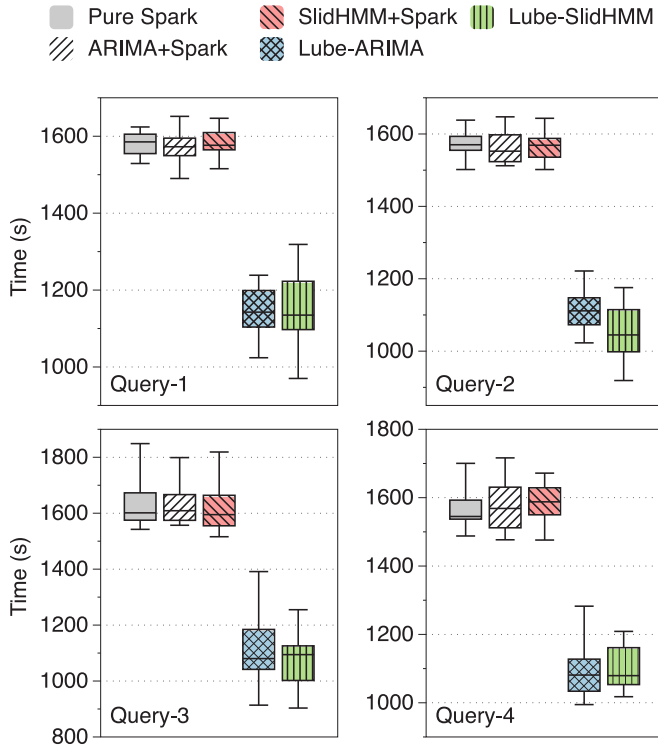 Pure Spark SlidHMM+Spark Lube-SlidHMM
ARIMA+Spark Lube-ARIMA
Time (s)
1600
1400
1200
1000
Query-1
1600
1400
1200
1000
Query-2
Time (s)
1800
1600
1400
1200
1000
800
Query-3
1800
1600
1400
1200
1000
Query-4